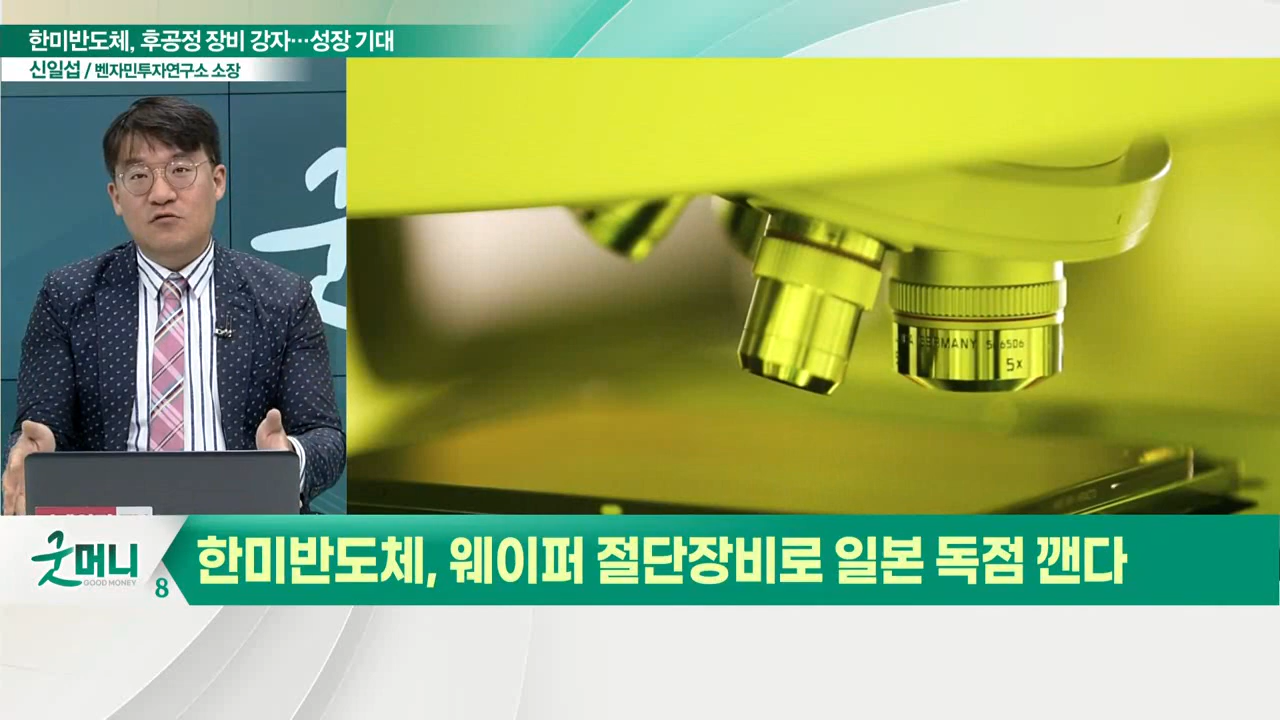 한미반도체, 후공정 장비 강자…성장 기대
신일섭 / 벤자민투자연구소 소장
GERMANY 506506
5x
굿머니
GOOD MONEY
8
한미반도체, 웨이퍼 절단장비로 일본 독점 깬다